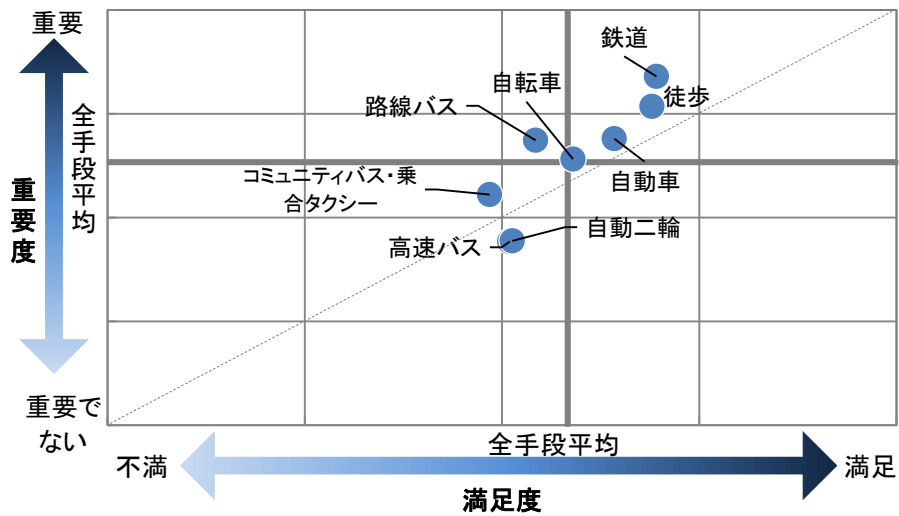 重要
鉄道
自転車
徒歩
路線バス
全手段平均
自動車
コミュニティバス・乗
合タクシー
重要度
自動二輪
高速バス
重要で
ない
全手段平均
不満
満足
満足度